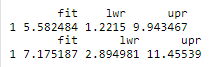 fit lwr upr
1 5.582484 1.2215 9.943467
fit lwr upr
1 7.175187 2.894981 11.45539